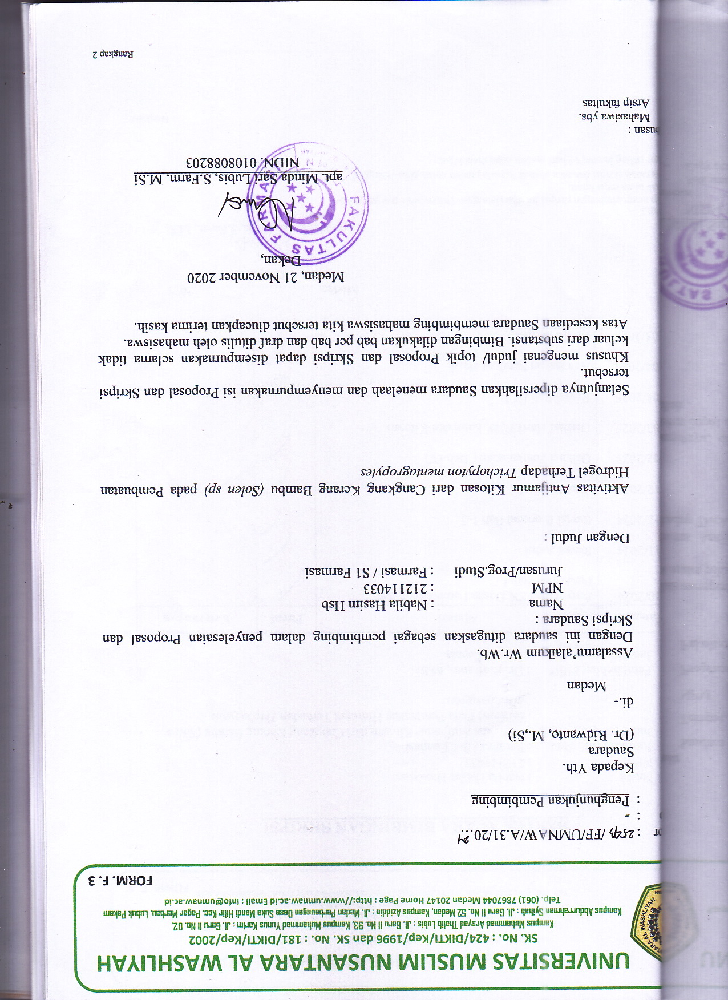 UNIVERSITAS MUSLIM NUSANTARA AL WASHLIYAH
SK. No. : 424/DIKTI/Kep/1996 dan SK. No. : 181/DIKTI/Kep/2002
Kampus Muhammad Arsyad Thalib Lubis : Jl. Garu II No. 93, Kampus Muhammad Yunus Karim : Jl. Garu II No. 02,
Kampus Abdurrahman Syihab : Jl. Garu II No. 52 Medan, Kampus Azizddin : Jl. Medan Perbaungan Desa Suka Mandi Hilir Kec. Pagar Merbau, Lubuk Pakam
Telp. (061) 7867044 Medan 20147 Home Page : http://www.umnaw.ac.id Email : info@umnaw.ac.id
FORM. F. 3
or : 2543 /FF/UMNAW/A.31/20...24
: -
: Penghunjukan Pembimbing
Kepada Yth.
Saudara
(Dr. Ridwanto, M,.Si)
di.-
Medan
Assalamu'alaikum Wr.Wb.
Dengan ini saudara ditugaskan sebagai pembimbing dalam penyelesaian Proposal dan
Skripsi Saudara :
Nama : Nabila Hasim Hsb
NPM : 212114033
Jurusan/Prog.Studi : Farmasi / S1 Farmasi
Dengan Judul :
Aktivitas Antijamur Kitosan dari Cangkang Kerang Bambu (Solen sp) pada Pembuatan
Hidrogel Terhadap Trichopyton mentagropytes
Selanjutnya dipersilahkan Saudara menelaah dan menyempurnakan isi Proposal dan Skripsi
tersebut.
Khusus mengenai judul/ topik Proposal dan Skripsi dapat disempurnakan selama tidak
keluar dari substansi. Bimbingan dilakukan bab per bab dan draf ditulis oleh mahasiswa.
Atas kesediaan Saudara membimbing mahasiswa kita tersebut diucapkan terima kasih.
Medan, 21 November 2020
Dekan,
FAKULTAS FARMASI
apt. Minda Sari Lubis, S.Farm, M.Si
NIDN. 0108088203
busan :
Mahasiwa ybs.
Arsip fakultas
Rangkap 2